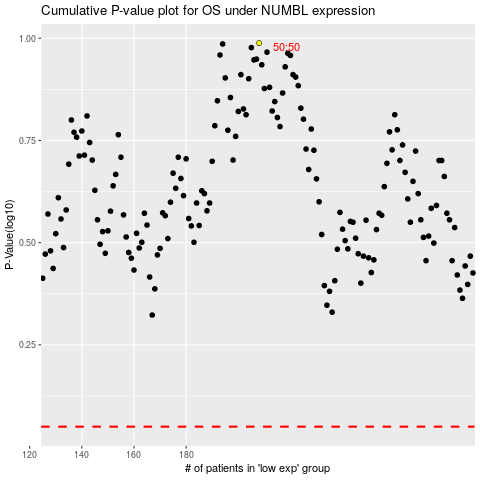 Cumulative P-value plot for OS under NUMBL expression
P-Value(log10)
1.00
0.75
0.50
0.25
50:50
120 140 160 180
# of patients in 'low exp' group